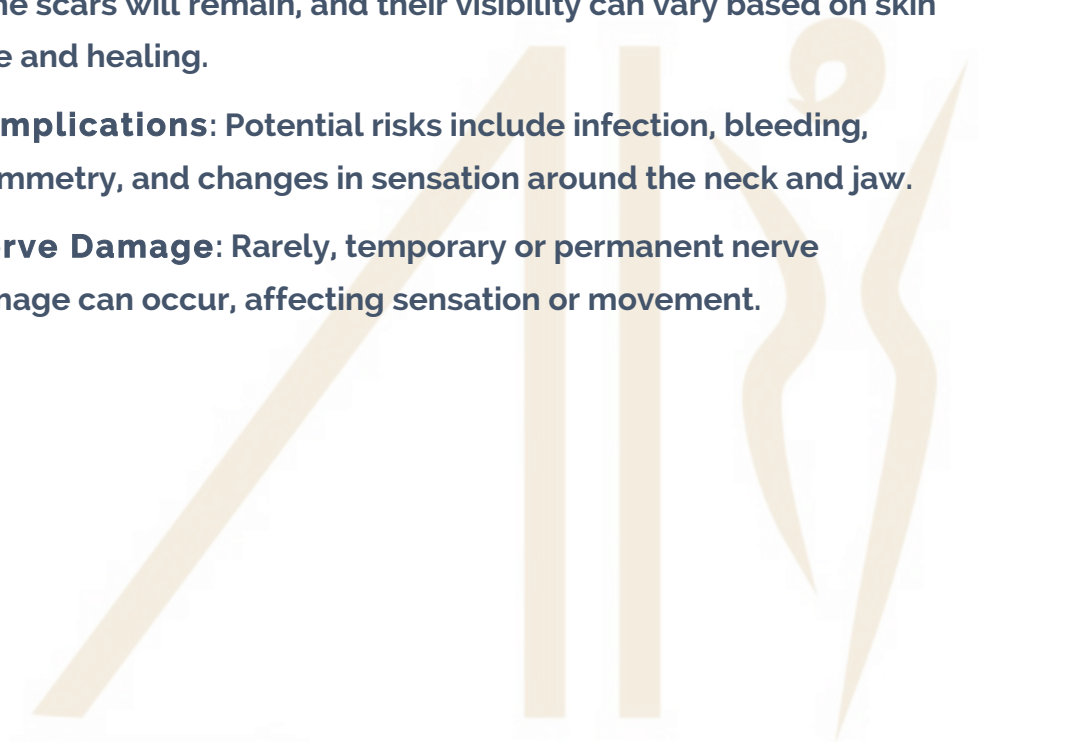 scars will remain, and their visibility can vary based on skin
and healing.
mplications: Potential risks include infection, bleeding,
mmetry, and changes in sensation around the neck and jaw.
rve Damage: Rarely, temporary or permanent nerve
mage can occur, affecting sensation or movement.